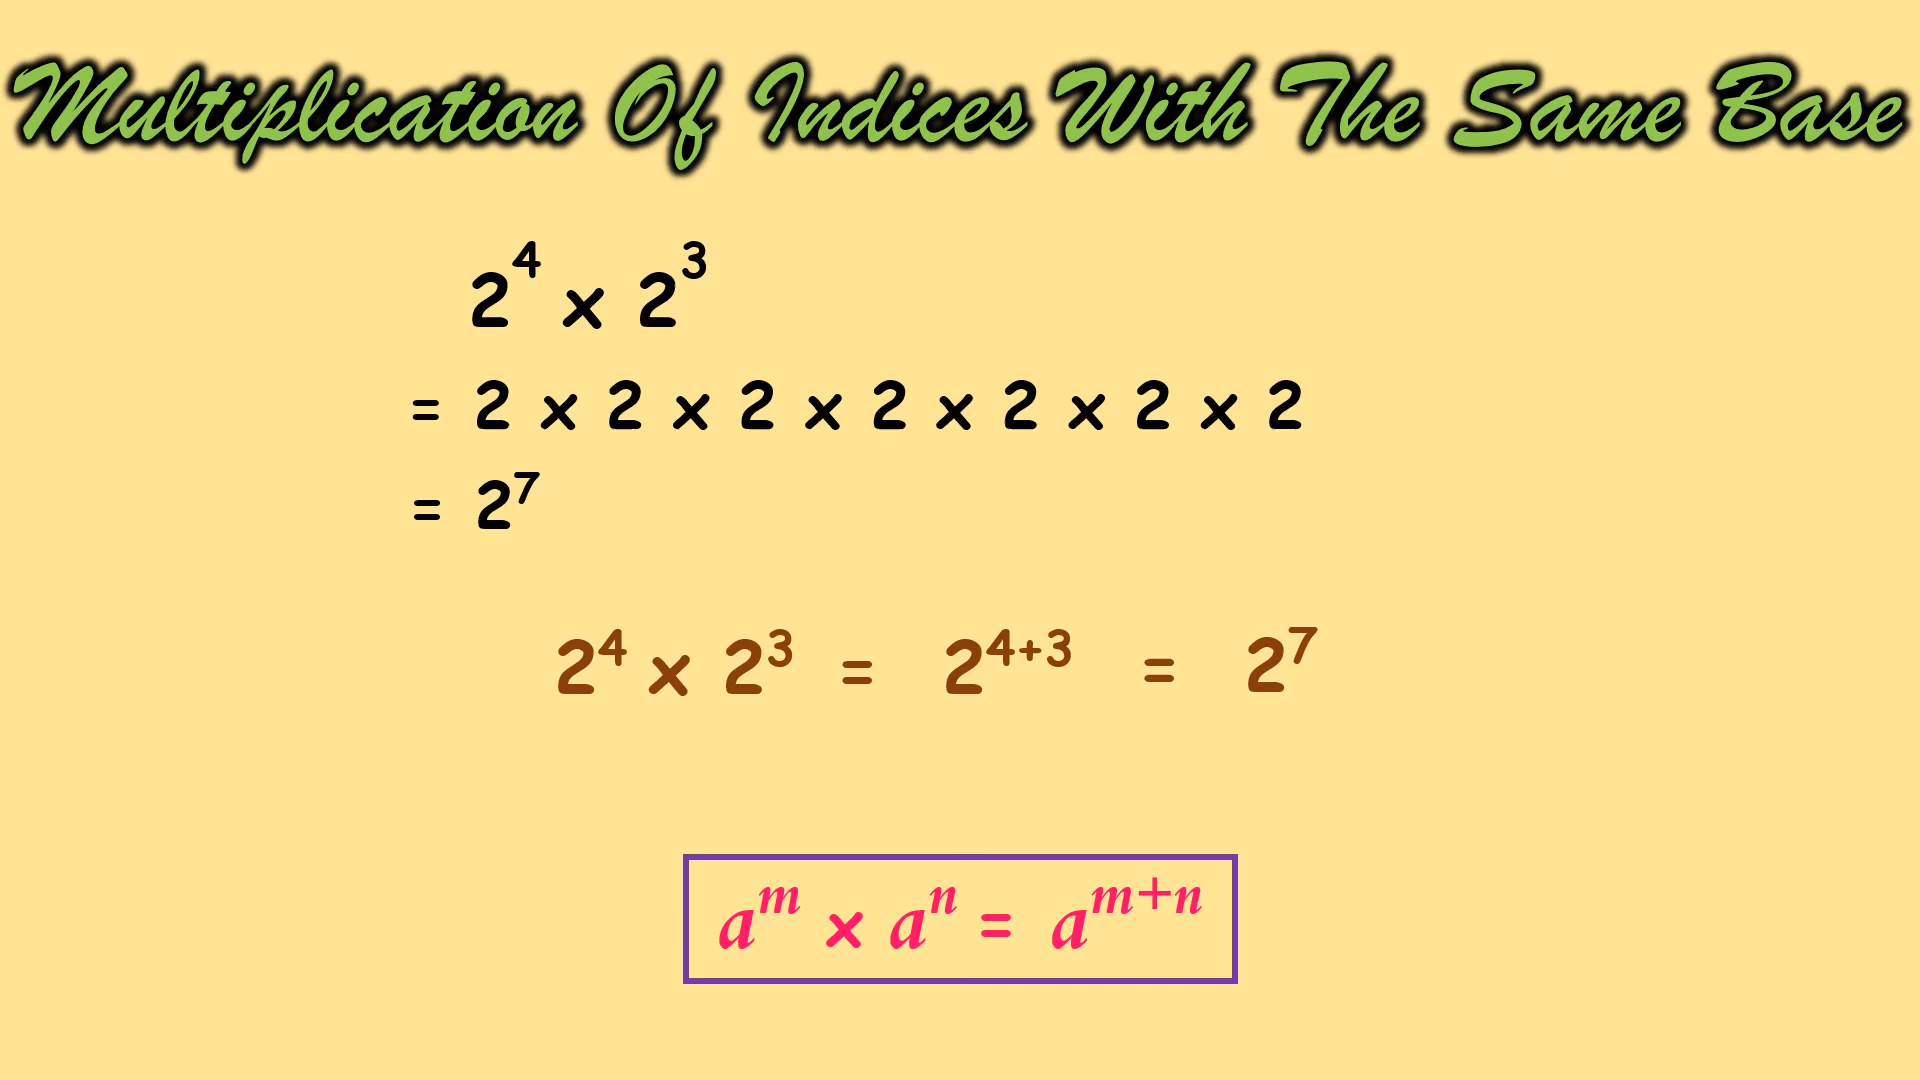 Multiplication Of Indices With The Same Base
2⁴ x 2³
= 2 x 2 x 2 x 2 x 2 x 2 x 2
= 2⁷
2⁴ x 2³ = 2⁴⁺³ = 2⁷
aᵐ x aⁿ = aᵐ⁺ⁿ